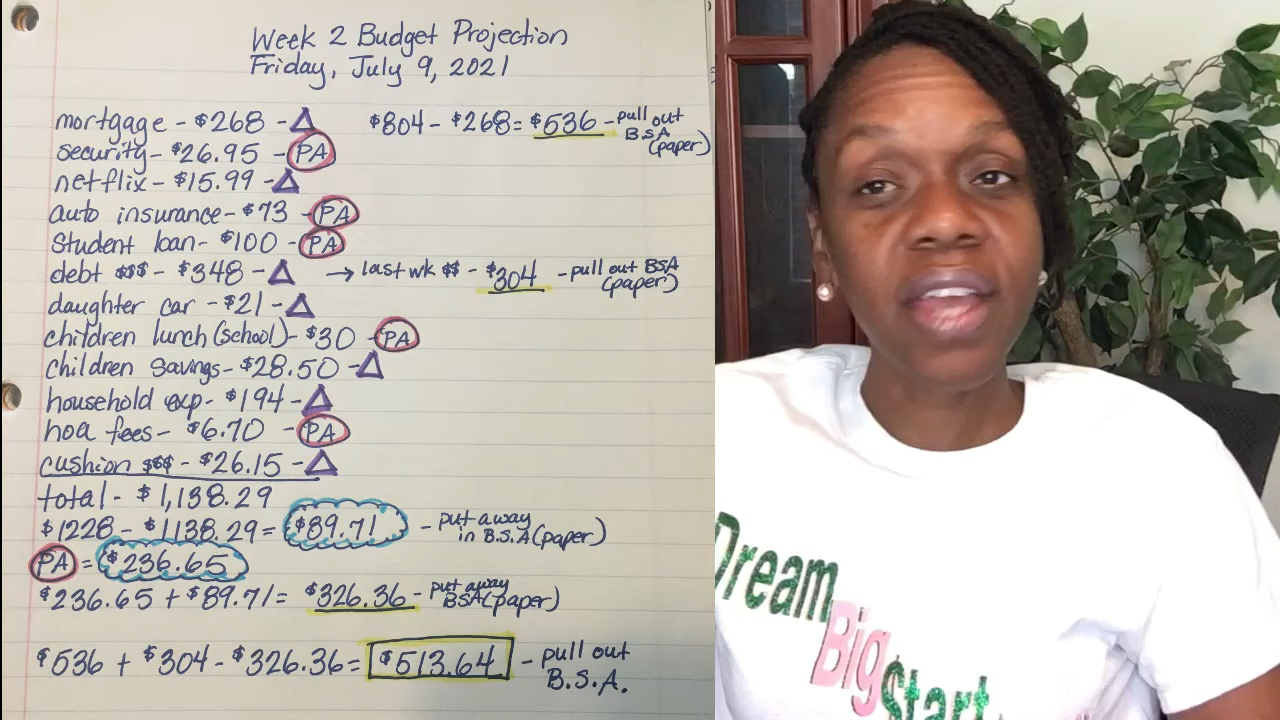 Week 2 Budget Projection
Friday, July 9, 2021
mortgage - $268 - △ $804 - $268 = $536 - pull out B.S.A (paper)
security - $26.95 - PA
netflix - $15.99 - △
auto insurance - $73 - PA
student loan - $100 - PA
debt $$$ - $348 - △ → last wk $$ - $304 - pull out BSA (paper)
daughter car - $21 - △
children lunch (school) - $30 - PA
children savings - $28.50 - △
household exp - $194 - △
hoa fees - $6.70 - PA
cushion $$$ - $26.15 - △
total - $1,138.29
$1228 - $1138.29 = $89.71 - put away in B.S.A (paper)
PA = $236.65
$236.65 + $89.71 = $326.36 - put away BSA (paper)
$536 + $304 - $326.36 = $513.64 - pull out B.S.A.
Dream
Big
$tart